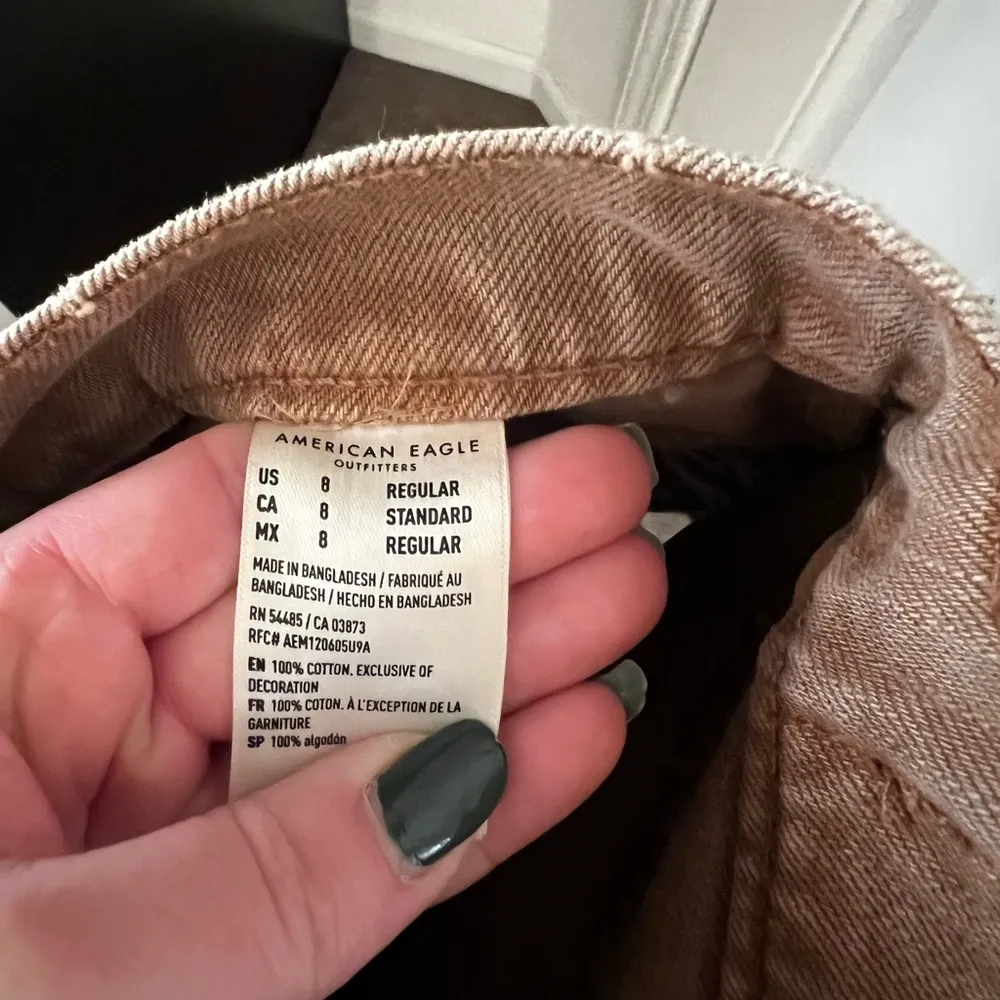 AMERICAN EAGLE
OUTFITTERS
US 8 REGULAR
CA 8 STANDARD
MX 8 REGULAR
MADE IN BANGLADESH / FABRIQUÉ AU
BANGLADESH / HECHO EN BANGLADESH
RN 54485 / CA 03873
RFC# AEM120605U9A
EN 100% COTTON. EXCLUSIVE OF
DECORATION
FR 100% COTON. À L'EXCEPTION DE LA
GARNITURE
SP 100% algodón